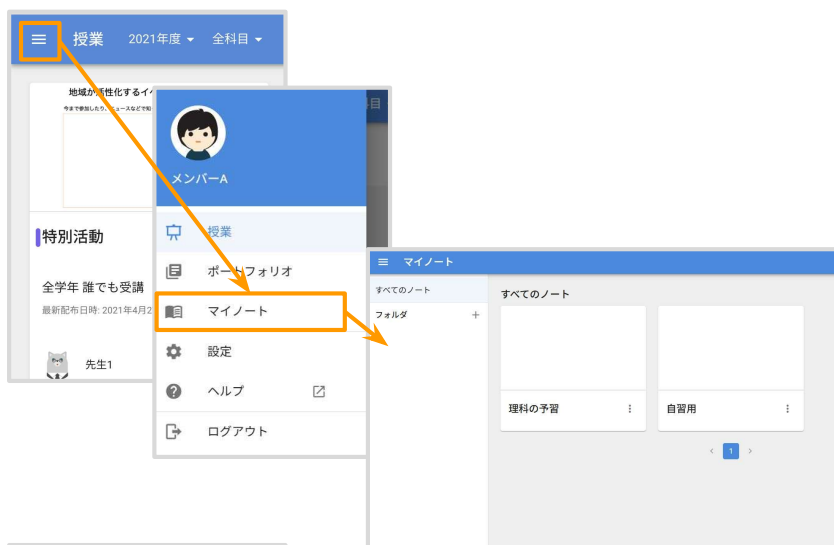 授業 2021年度 全科目
地域が活性化するイ
今まで参加したり、ニュースなどで知
特別活動
全学年 誰でも受講
最新配布日時: 2021年4月2
先生1
科目
メンバーA
授業
ポートフォリオ
マイノート
設定
ヘルプ
ログアウト
マイノート
すべてのノート
フォルダ +
すべてのノート
理科の予習
自習用
< 1 >